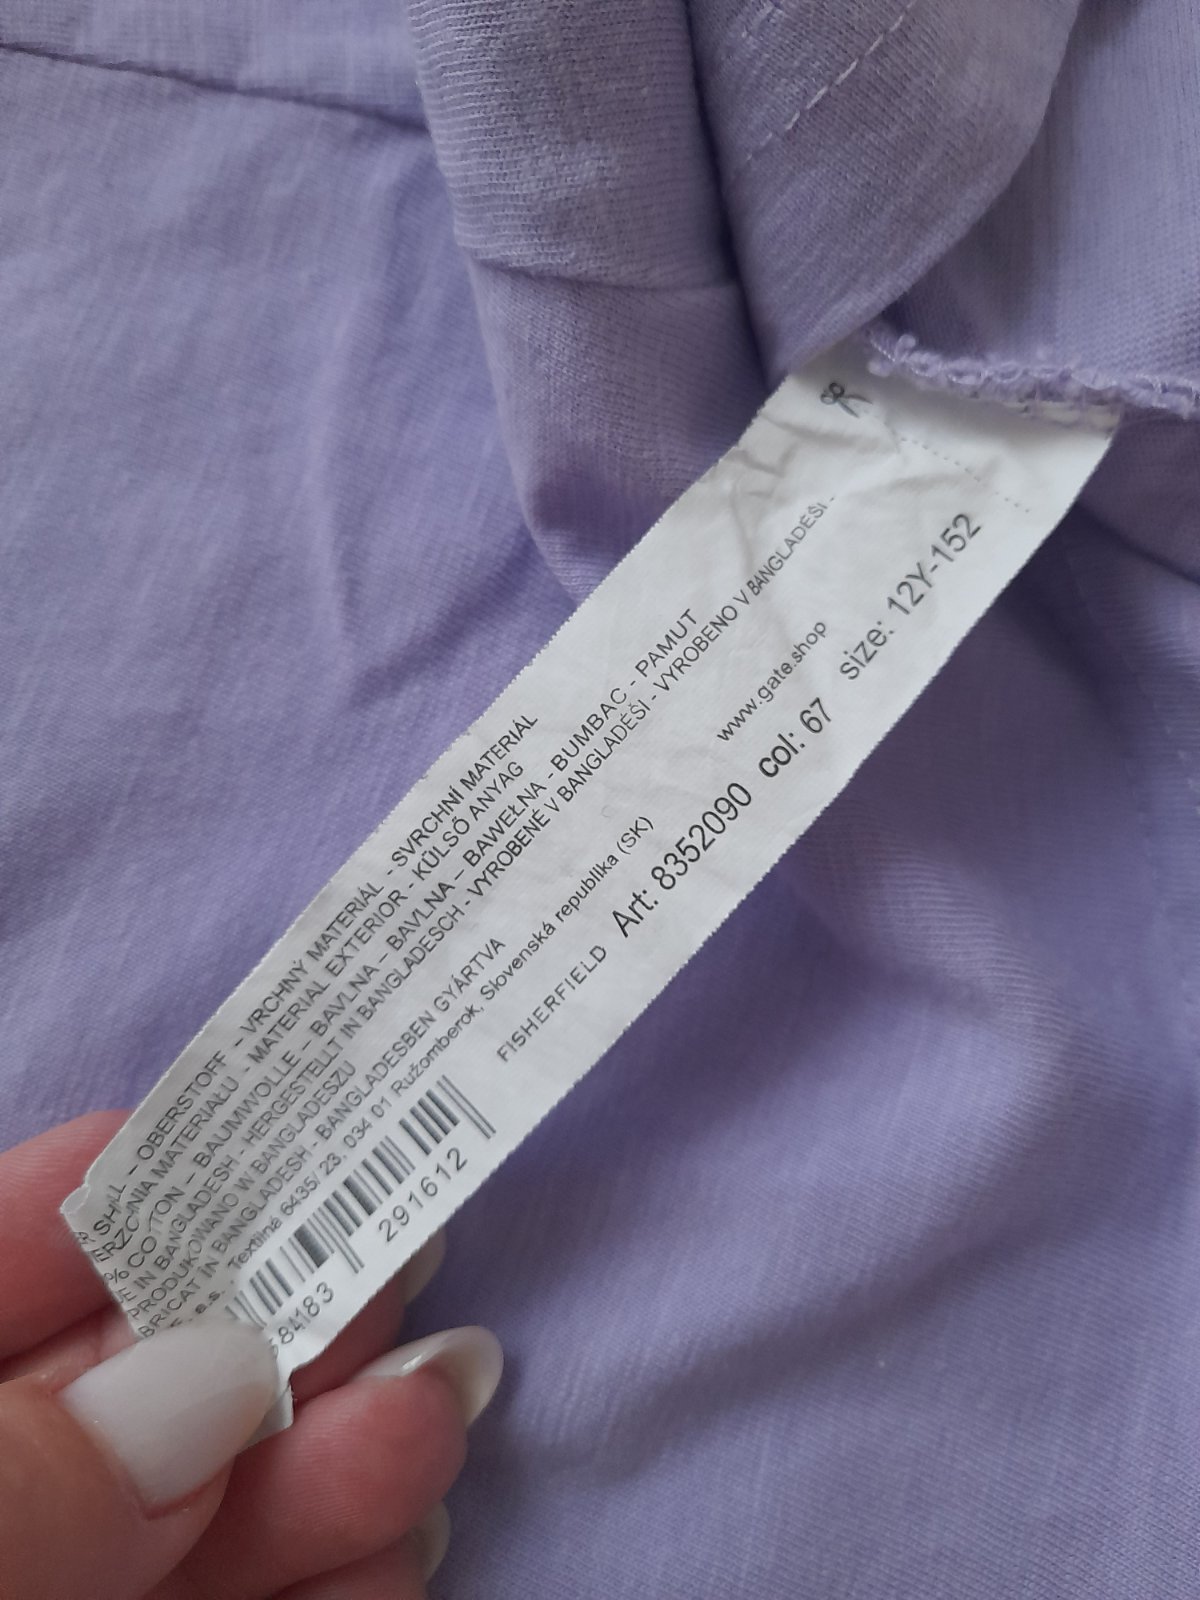 SHELL – OBERSTOFF - VRCHNÝ MATERIÁL - SVRCHNÍ MATERIÁL
MATERIAŁU - MATERIAL EXTERIOR - KÜLSŐ ANYAG
% COTTON – BAUMWOLLE – BAVLNA – BAVLNA – BAWEŁNA - BUMBAC - PAMUT
IN BANGLADESH - HERGESTELLT IN BANGLADESCH - VYROBENÉ V BANGLADÉŠI - VYROBENO V BANGLADÉŠI -
PRODUKOWANO W BANGLADESZU
BRICAT IN BANGLADESH - BANGLADESBEN GYÁRTVA
Textilná 6435/ 23, 034 01 Ružomberok, Slovenská republika (SK)
www.gate.shop
84183 291612
FISHERFIELD Art: 8352090 col: 67 size: 12Y-152